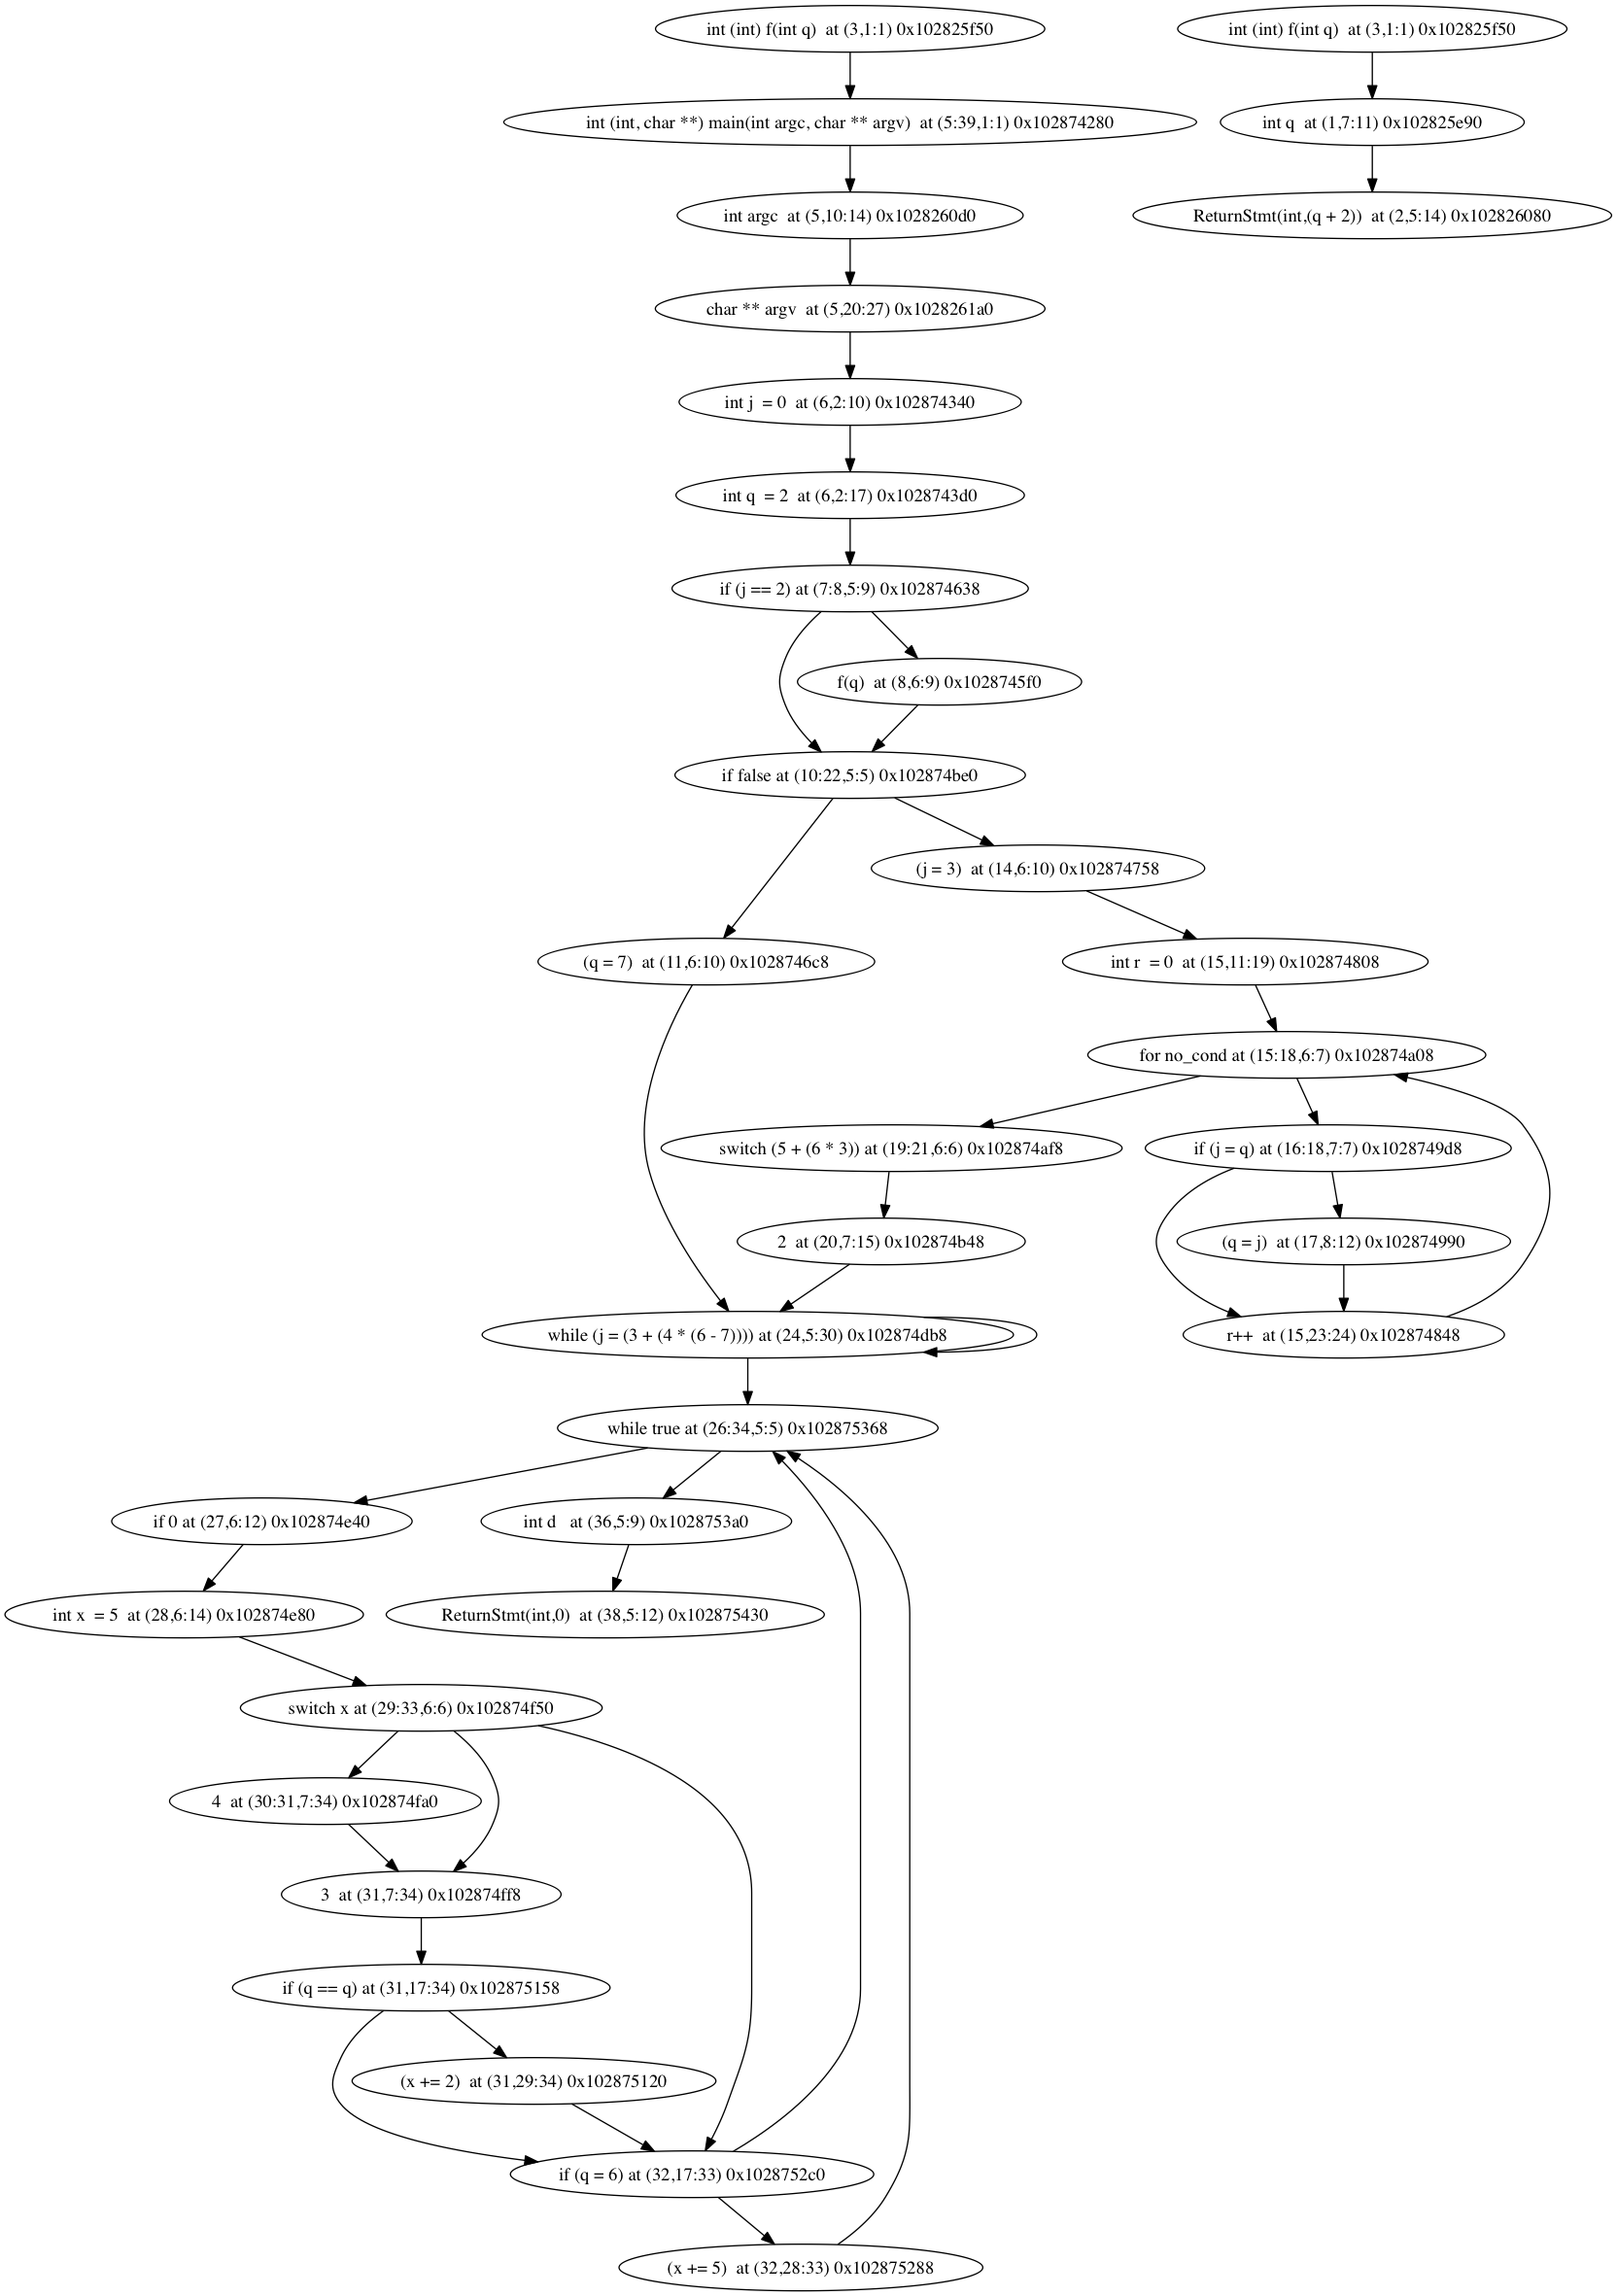 int (int) f(int q)  at (3,1:1) 0x102825f50
int (int) f(int q)  at (3,1:1) 0x102825f50
int (int, char **) main(int argc, char ** argv)  at (5:39,1:1) 0x102874280
int q  at (1,7:11) 0x102825e90
int argc  at (5,10:14) 0x1028260d0
ReturnStmt(int,(q + 2))  at (2,5:14) 0x102826080
char ** argv  at (5,20:27) 0x1028261a0
int j  = 0  at (6,2:10) 0x102874340
int q  = 2  at (6,2:17) 0x1028743d0
if (j == 2) at (7:8,5:9) 0x102874638
f(q)  at (8,6:9) 0x1028745f0
if false at (10:22,5:5) 0x102874be0
(j = 3)  at (14,6:10) 0x102874758
(q = 7)  at (11,6:10) 0x1028746c8
int r  = 0  at (15,11:19) 0x102874808
for no_cond at (15:18,6:7) 0x102874a08
switch (5 + (6 * 3)) at (19:21,6:6) 0x102874af8
if (j = q) at (16:18,7:7) 0x1028749d8
2  at (20,7:15) 0x102874b48
(q = j)  at (17,8:12) 0x102874990
while (j = (3 + (4 * (6 - 7)))) at (24,5:30) 0x102874db8
r++  at (15,23:24) 0x102874848
while true at (26:34,5:5) 0x102875368
if 0 at (27,6:12) 0x102874e40
int d   at (36,5:9) 0x1028753a0
int x  = 5  at (28,6:14) 0x102874e80
ReturnStmt(int,0)  at (38,5:12) 0x102875430
switch x at (29:33,6:6) 0x102874f50
4  at (30:31,7:34) 0x102874fa0
3  at (31,7:34) 0x102874ff8
if (q == q) at (31,17:34) 0x102875158
(x += 2)  at (31,29:34) 0x102875120
if (q = 6) at (32,17:33) 0x1028752c0
(x += 5)  at (32,28:33) 0x102875288